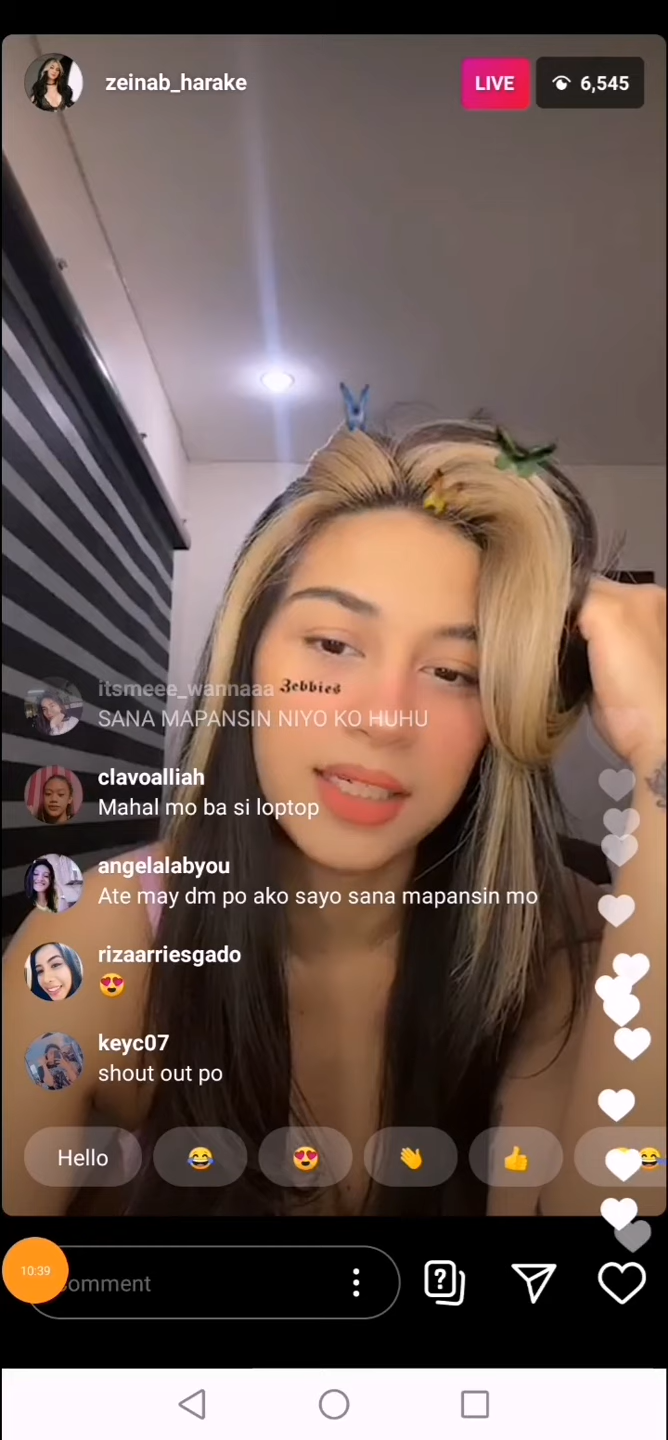 zeinab_harake
LIVE
6,545
itsmeee_wannaaa
Zebbies
SANA MAPANSIN NIYO KO HUHU
clavoalliah
Mahal mo ba si loptop
angelalabyou
Ate may dm po ako sayo sana mapansin mo
rizaarriesgado
😍
keyc07
shout out po
Hello 😂 😍 👋 👍 😂
10:39
omment